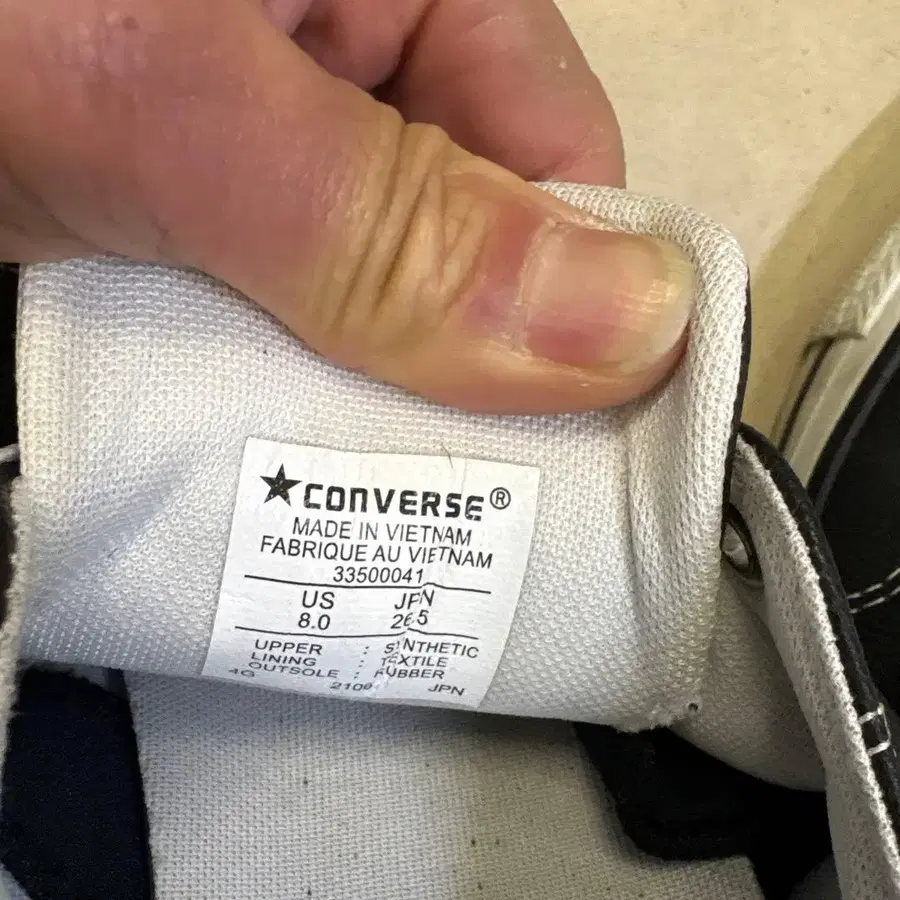 CONVERSE®
MADE IN VIETNAM
FABRIQUE AU VIETNAM
33500041
US JPN
8.0 26.5
UPPER : SYNTHETIC
LINING : TEXTILE
OUTSOLE : RUBBER
JPN